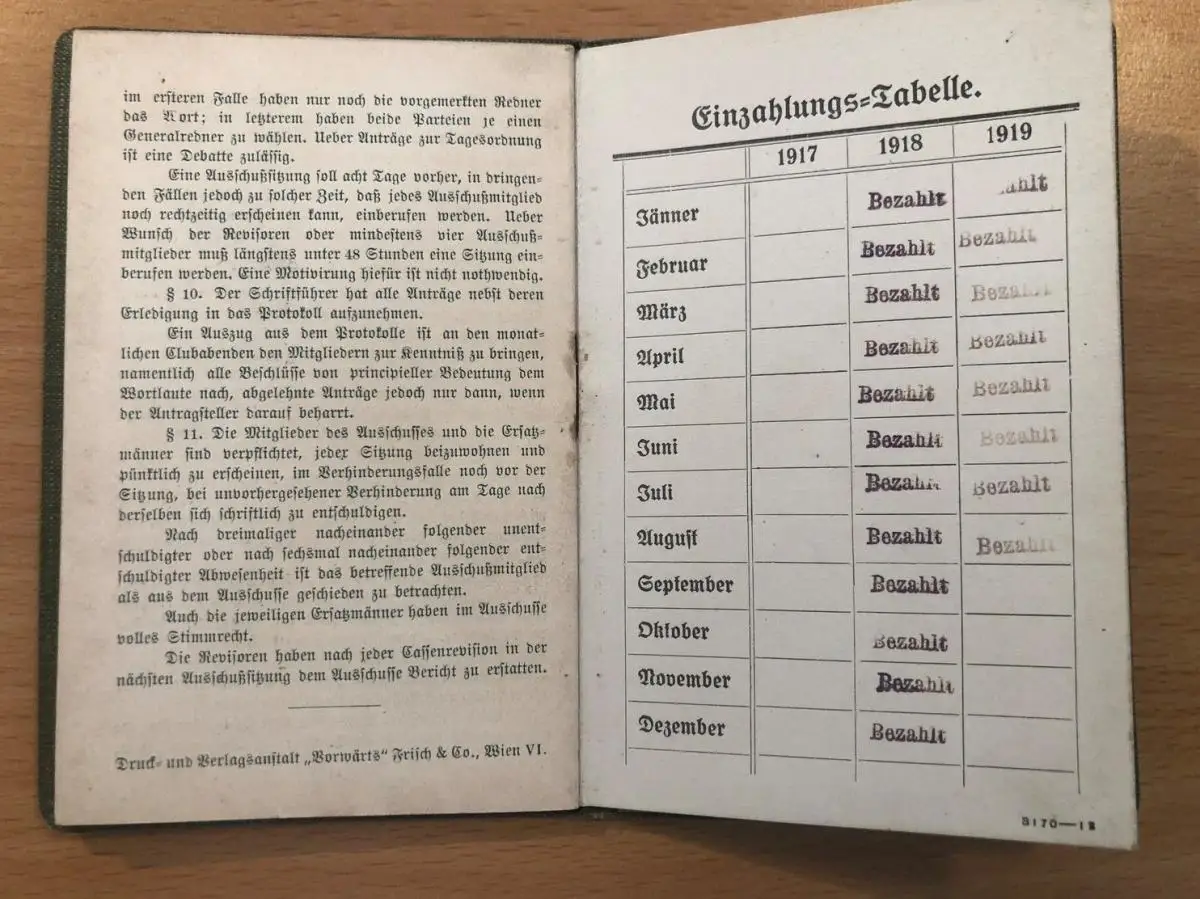 im ersteren Falle haben nur noch die vorgemerkten Redner
das Wort; in letzterem haben beide Parteien je einen
Generalredner zu wählen. Ueber Anträge zur Tagesordnung
ist eine Debatte zulässig.
Eine Ausschußsitzung soll acht Tage vorher, in dringen-
den Fällen jedoch zu solcher Zeit, daß jedes Ausschußmitglied
noch rechtzeitig erscheinen kann, einberufen werden. Ueber
Wunsch der Revisoren oder mindestens vier Ausschuß-
mitglieder muß längstens unter 48 Stunden eine Sitzung ein-
berufen werden. Eine Motivirung hiefür ist nicht nothwendig.
§ 10. Der Schriftführer hat alle Anträge nebst deren
Erledigung in das Protokoll aufzunehmen.
Ein Auszug aus dem Protokolle ist an den monat-
lichen Clubabenden den Mitgliedern zur Kenntniß zu bringen,
namentlich alle Beschlüsse von principieller Bedeutung dem
Wortlaute nach, abgelehnte Anträge jedoch nur dann, wenn
der Antragsteller darauf beharrt.
§ 11. Die Mitglieder des Ausschusses und die Ersatz-
männer sind verpflichtet, jeder Sitzung beizuwohnen und
pünktlich zu erscheinen, im Verhinderungsfalle noch vor der
Sitzung, bei unvorhergesehener Verhinderung am Tage nach
derselben sich schriftlich zu entschuldigen.
Nach dreimaliger nacheinander folgender unent-
schuldigter oder nach sechsmal nacheinander folgender ent-
schuldigter Abwesenheit ist das betreffende Ausschußmitglied
als aus dem Ausschusse geschieden zu betrachten.
Auch die jeweiligen Ersatzmänner haben im Ausschusse
volles Stimmrecht.
Die Revisoren haben nach jeder Cassenrevision in der
nächsten Ausschußsitzung dem Ausschusse Bericht zu erstatten.
Druck- und Verlagsanstalt „Vorwärts“ Frisch & Co., Wien VI.
Einzahlungs-Tabelle.
1917 1918 1919
Jänner Bezahlt Bezahlt
Februar Bezahlt Bezahlt
März Bezahlt Bezahlt
April Bezahlt Bezahlt
Mai Bezahlt Bezahlt
Juni Bezahlt Bezahlt
Juli Bezahlt Bezahlt
August Bezahlt Bezahlt
September Bezahlt
Oktober Bezahlt
November Bezahlt
Dezember Bezahlt